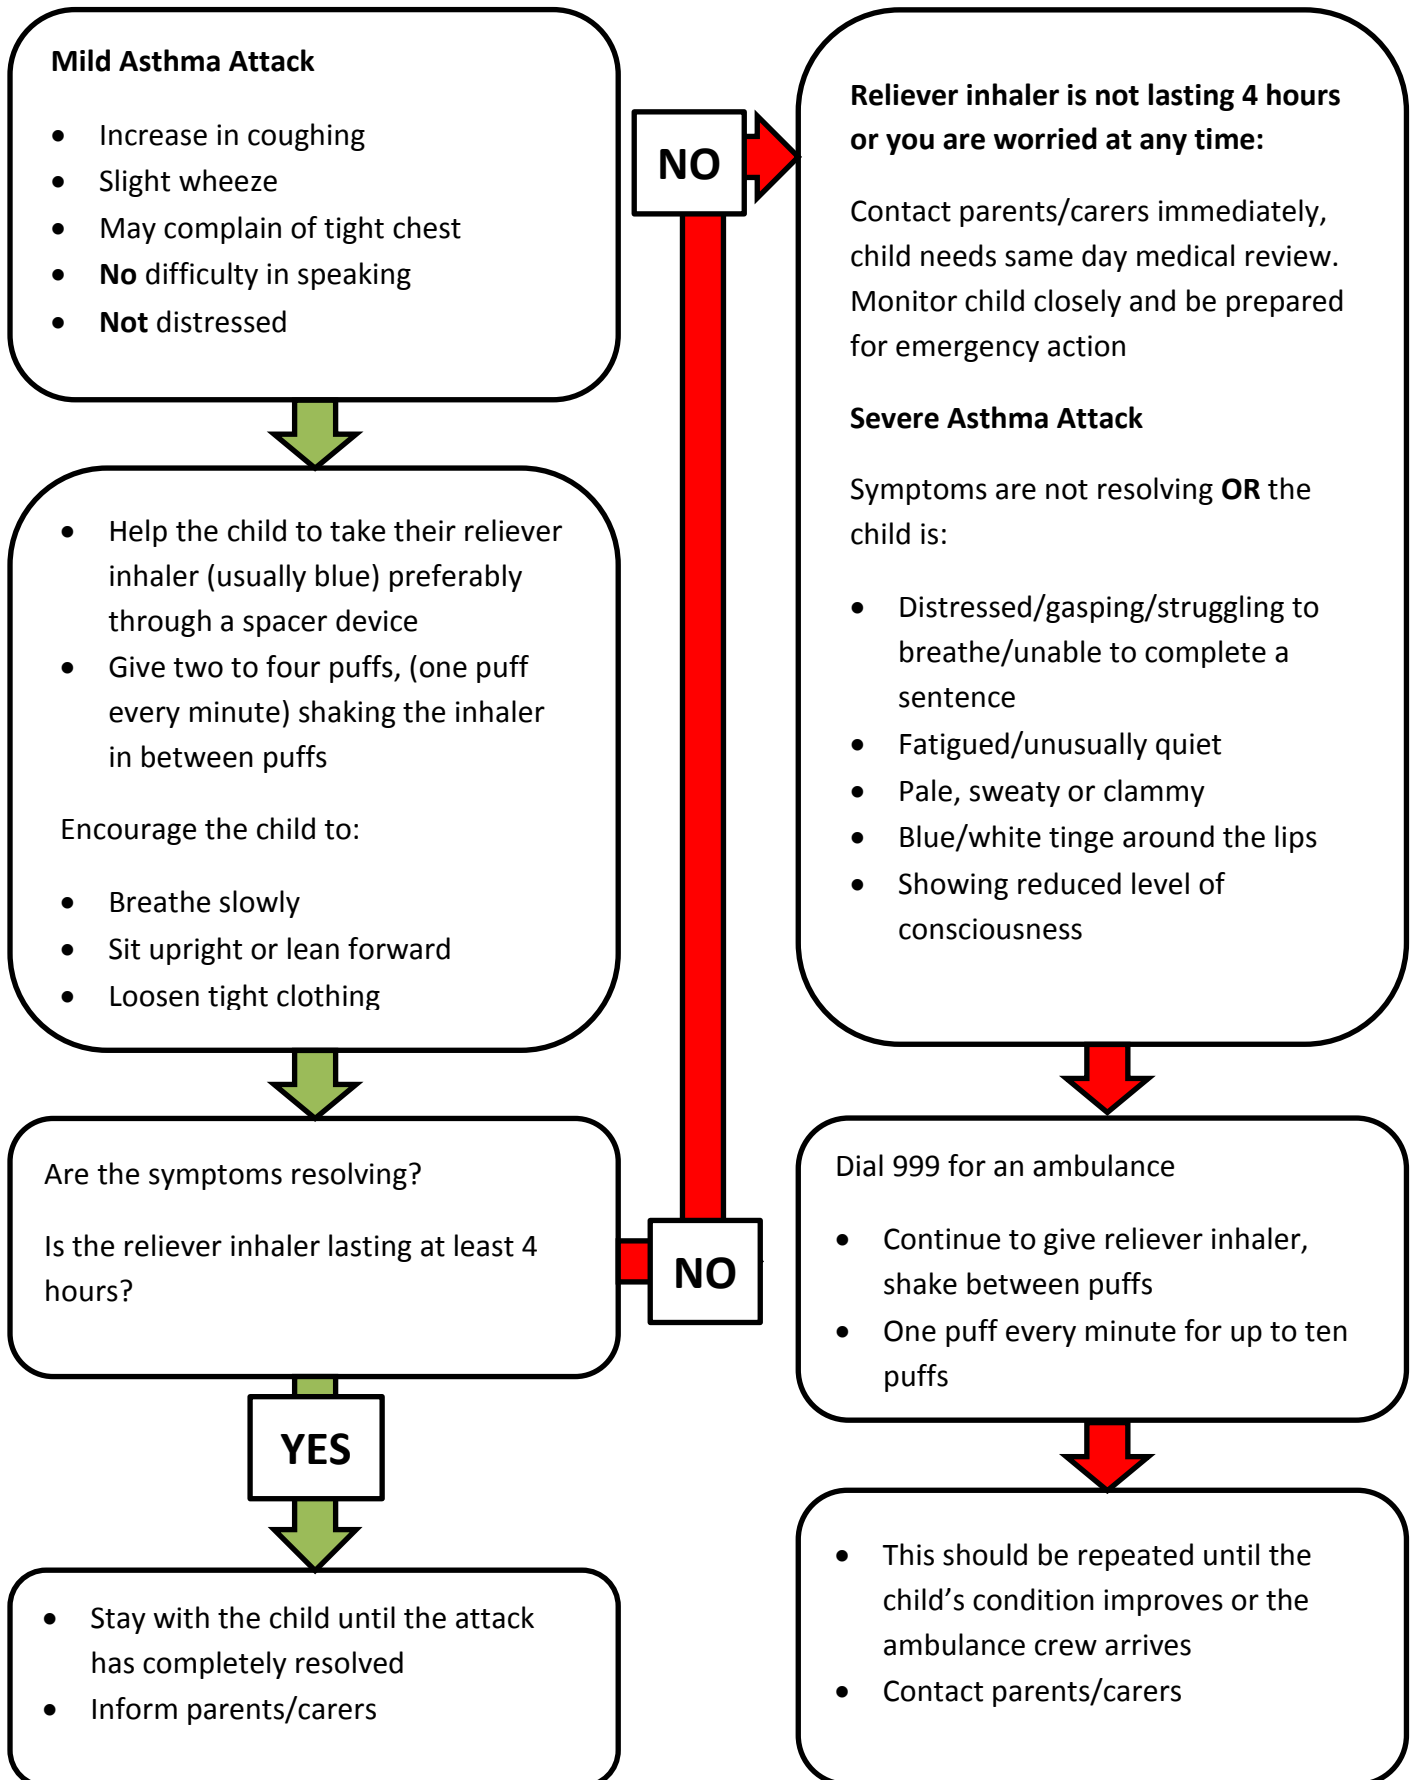 Mild Asthma Attack
• Increase in coughing
• Slight wheeze
• May complain of tight chest
• No difficulty in speaking
• Not distressed
• Help the child to take their reliever
inhaler (usually blue) preferably
through a spacer device
• Give two to four puffs, (one puff
every minute) shaking the inhaler
in between puffs
Encourage the child to:
• Breathe slowly
• Sit upright or lean forward
• Loosen tight clothing
Are the symptoms resolving?
Is the reliever inhaler lasting at least 4
hours?
YES
• Stay with the child until the attack
has completely resolved
• Inform parents/carers
NO
NO
Reliever inhaler is not lasting 4 hours
or you are worried at any time:
Contact parents/carers immediately,
child needs same day medical review.
Monitor child closely and be prepared
for emergency action
Severe Asthma Attack
Symptoms are not resolving OR the
child is:
• Distressed/gasping/struggling to
breathe/unable to complete a
sentence
• Fatigued/unusually quiet
• Pale, sweaty or clammy
• Blue/white tinge around the lips
• Showing reduced level of
consciousness
Dial 999 for an ambulance
• Continue to give reliever inhaler,
shake between puffs
• One puff every minute for up to ten
puffs
• This should be repeated until the
child’s condition improves or the
ambulance crew arrives
• Contact parents/carers